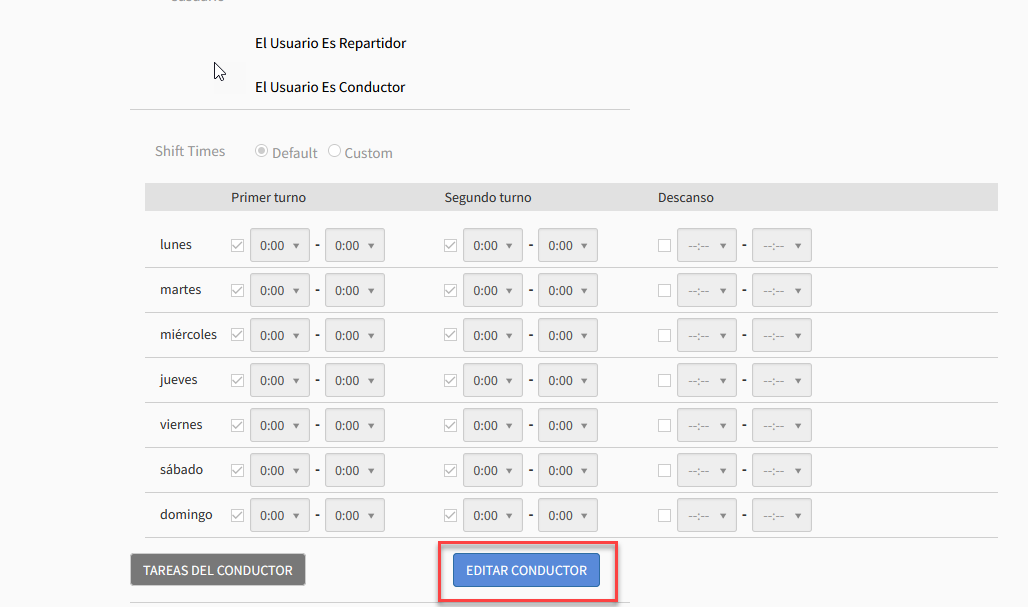 El Usuario Es Repartidor
El Usuario Es Conductor
Shift Times Default Custom
Primer turno Segundo turno Descanso
lunes 0:00 - 0:00 0:00 - 0:00 --:-- - --:--
martes 0:00 - 0:00 0:00 - 0:00 --:-- - --:--
miércoles 0:00 - 0:00 0:00 - 0:00 --:-- - --:--
jueves 0:00 - 0:00 0:00 - 0:00 --:-- - --:--
viernes 0:00 - 0:00 0:00 - 0:00 --:-- - --:--
sábado 0:00 - 0:00 0:00 - 0:00 --:-- - --:--
domingo 0:00 - 0:00 0:00 - 0:00 --:-- - --:--
TAREAS DEL CONDUCTOR EDITAR CONDUCTOR